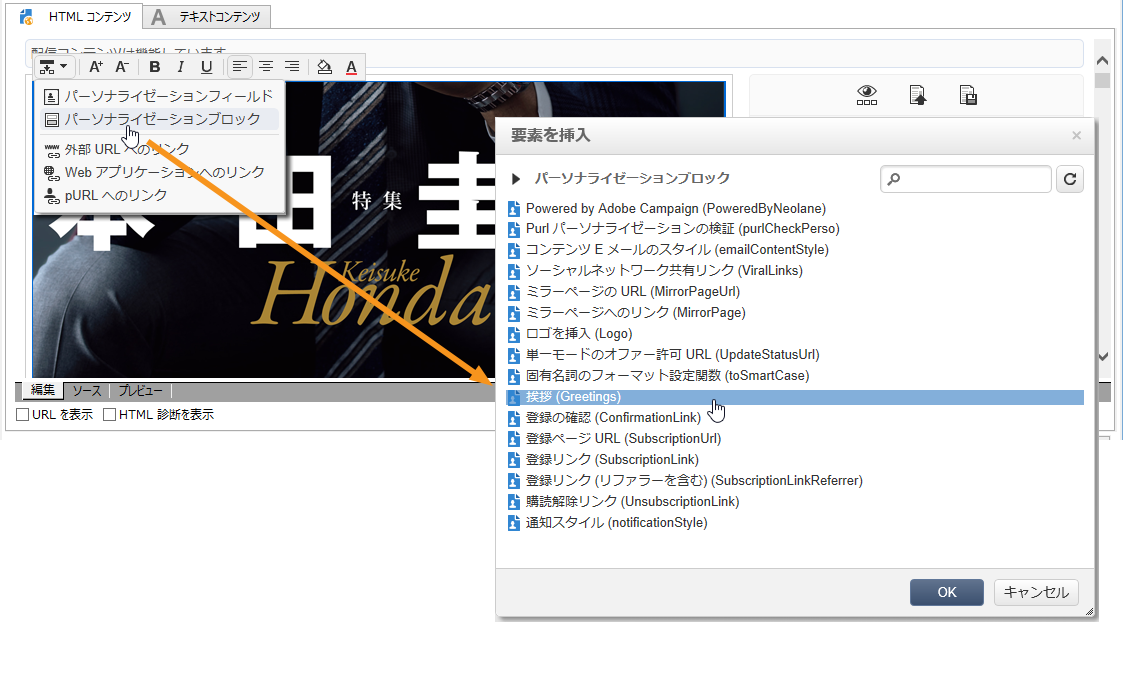 HTML コンテンツ
A テキストコンテンツ
配信コンテンツは機能しています
A+ A- B I U A
パーソナライゼーションフィールド
パーソナライゼーションブロック
外部 URL へのリンク
Web アプリケーションへのリンク
pURL へのリンク
本田圭
特集
Keisuke
Honda
編集 ソース プレビュー
URL を表示 HTML 診断を表示
要素を挿入
×
パーソナライゼーションブロック
Powered by Adobe Campaign (PoweredByNeolane)
Purl パーソナライゼーションの検証 (purlCheckPerso)
コンテンツ E メールのスタイル (emailContentStyle)
ソーシャルネットワーク共有リンク (ViralLinks)
ミラーページの URL (MirrorPageUrl)
ミラーページへのリンク (MirrorPage)
ロゴを挿入 (Logo)
単一モードのオファー許可 URL (UpdateStatusUrl)
固有名詞のフォーマット設定関数 (toSmartCase)
挨拶 (Greetings)
登録の確認 (ConfirmationLink)
登録ページ URL (SubscriptionUrl)
登録リンク (SubscriptionLink)
登録リンク (リファラーを含む) (SubscriptionLinkReferrer)
購読解除リンク (UnsubscriptionLink)
通知スタイル (notificationStyle)
OK キャンセル